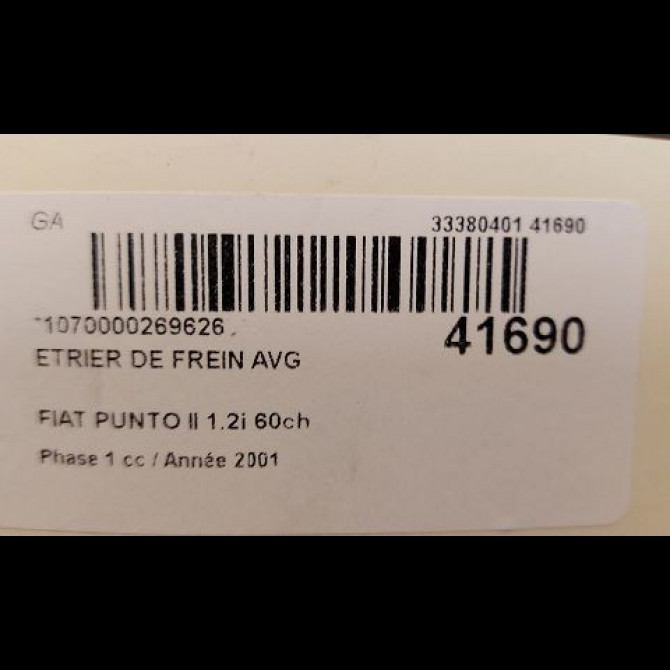 GA 33380401 41690
*1070000269626*
41690
ETRIER DE FREIN AVG
FIAT PUNTO II 1.2i 60ch
Phase 1 cc / Année 2001